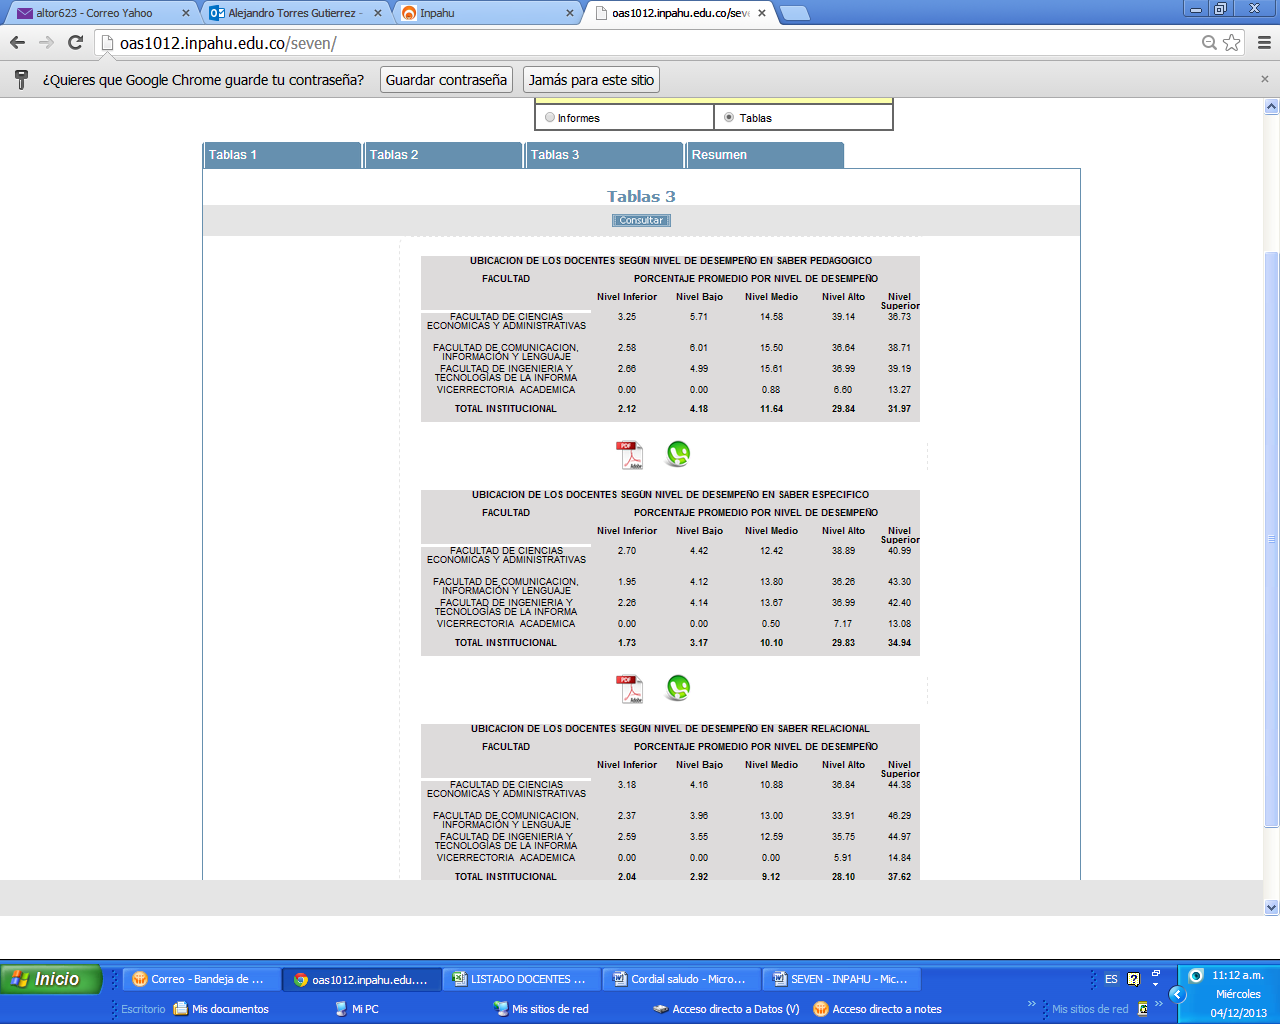 altor623 - Correo Yahoo
Alejandro Torres Gutierrez -
Inpahu
oas1012.inpahu.edu.co/sev
oas1012.inpahu.edu.co/seven/
¿Quieres que Google Chrome guarde tu contraseña? Guardar contraseña Jamás para este sitio
Informes Tablas
Tablas 1 Tablas 2 Tablas 3 Resumen
Tablas 3
Consultar
UBICACION DE LOS DOCENTES SEGÚN NIVEL DE DESEMPEÑO EN SABER PEDAGOGICO
FACULTAD PORCENTAJE PROMEDIO POR NIVEL DE DESEMPEÑO
Nivel Inferior Nivel Bajo Nivel Medio Nivel Alto Nivel
Superior
FACULTAD DE CIENCIAS 3.25 5.71 14.58 39.14 36.73
ECONOMICAS Y ADMINISTRATIVAS
FACULTAD DE COMUNICACION, 2.58 6.01 15.50 36.64 38.71
INFORMACIÓN Y LENGUAJE
FACULTAD DE INGENIERIA Y 2.66 4.99 15.61 36.99 39.19
TECNOLOGÍAS DE LA INFORMA
VICERRECTORIA ACADEMICA 0.00 0.00 0.88 6.60 13.27
TOTAL INSTITUCIONAL 2.12 4.18 11.64 29.84 31.97
PDF
Adobe
UBICACION DE LOS DOCENTES SEGÚN NIVEL DE DESEMPEÑO EN SABER ESPECIFICO
FACULTAD PORCENTAJE PROMEDIO POR NIVEL DE DESEMPEÑO
Nivel Inferior Nivel Bajo Nivel Medio Nivel Alto Nivel
Superior
FACULTAD DE CIENCIAS 2.70 4.42 12.42 38.89 40.99
ECONOMICAS Y ADMINISTRATIVAS
FACULTAD DE COMUNICACION, 1.95 4.12 13.80 36.26 43.30
INFORMACIÓN Y LENGUAJE
FACULTAD DE INGENIERIA Y 2.26 4.14 13.67 36.99 42.40
TECNOLOGÍAS DE LA INFORMA
VICERRECTORIA ACADEMICA 0.00 0.00 0.50 7.17 13.08
TOTAL INSTITUCIONAL 1.73 3.17 10.10 29.83 34.94
PDF
Adobe
UBICACION DE LOS DOCENTES SEGÚN NIVEL DE DESEMPEÑO EN SABER RELACIONAL
FACULTAD PORCENTAJE PROMEDIO POR NIVEL DE DESEMPEÑO
Nivel Inferior Nivel Bajo Nivel Medio Nivel Alto Nivel
Superior
FACULTAD DE CIENCIAS 3.18 4.16 10.88 36.84 44.38
ECONOMICAS Y ADMINISTRATIVAS
FACULTAD DE COMUNICACION, 2.37 3.96 13.00 33.91 46.29
INFORMACIÓN Y LENGUAJE
FACULTAD DE INGENIERIA Y 2.59 3.55 12.59 35.75 44.97
TECNOLOGÍAS DE LA INFORMA
VICERRECTORIA ACADEMICA 0.00 0.00 0.00 5.91 14.84
TOTAL INSTITUCIONAL 2.04 2.92 9.12 28.10 37.62
Inicio Correo - Bandeja de ... oas1012.inpahu.edu.... LISTADO DOCENTES ... Cordial saludo - Micro... SEVEN - INPAHU - Mic... ES 11:12 a.m.
Miércoles
Escritorio Mis documentos Mi PC Mis sitios de red Acceso directo a Datos (V) Acceso directo a notes Mis sitios de red 04/12/2013